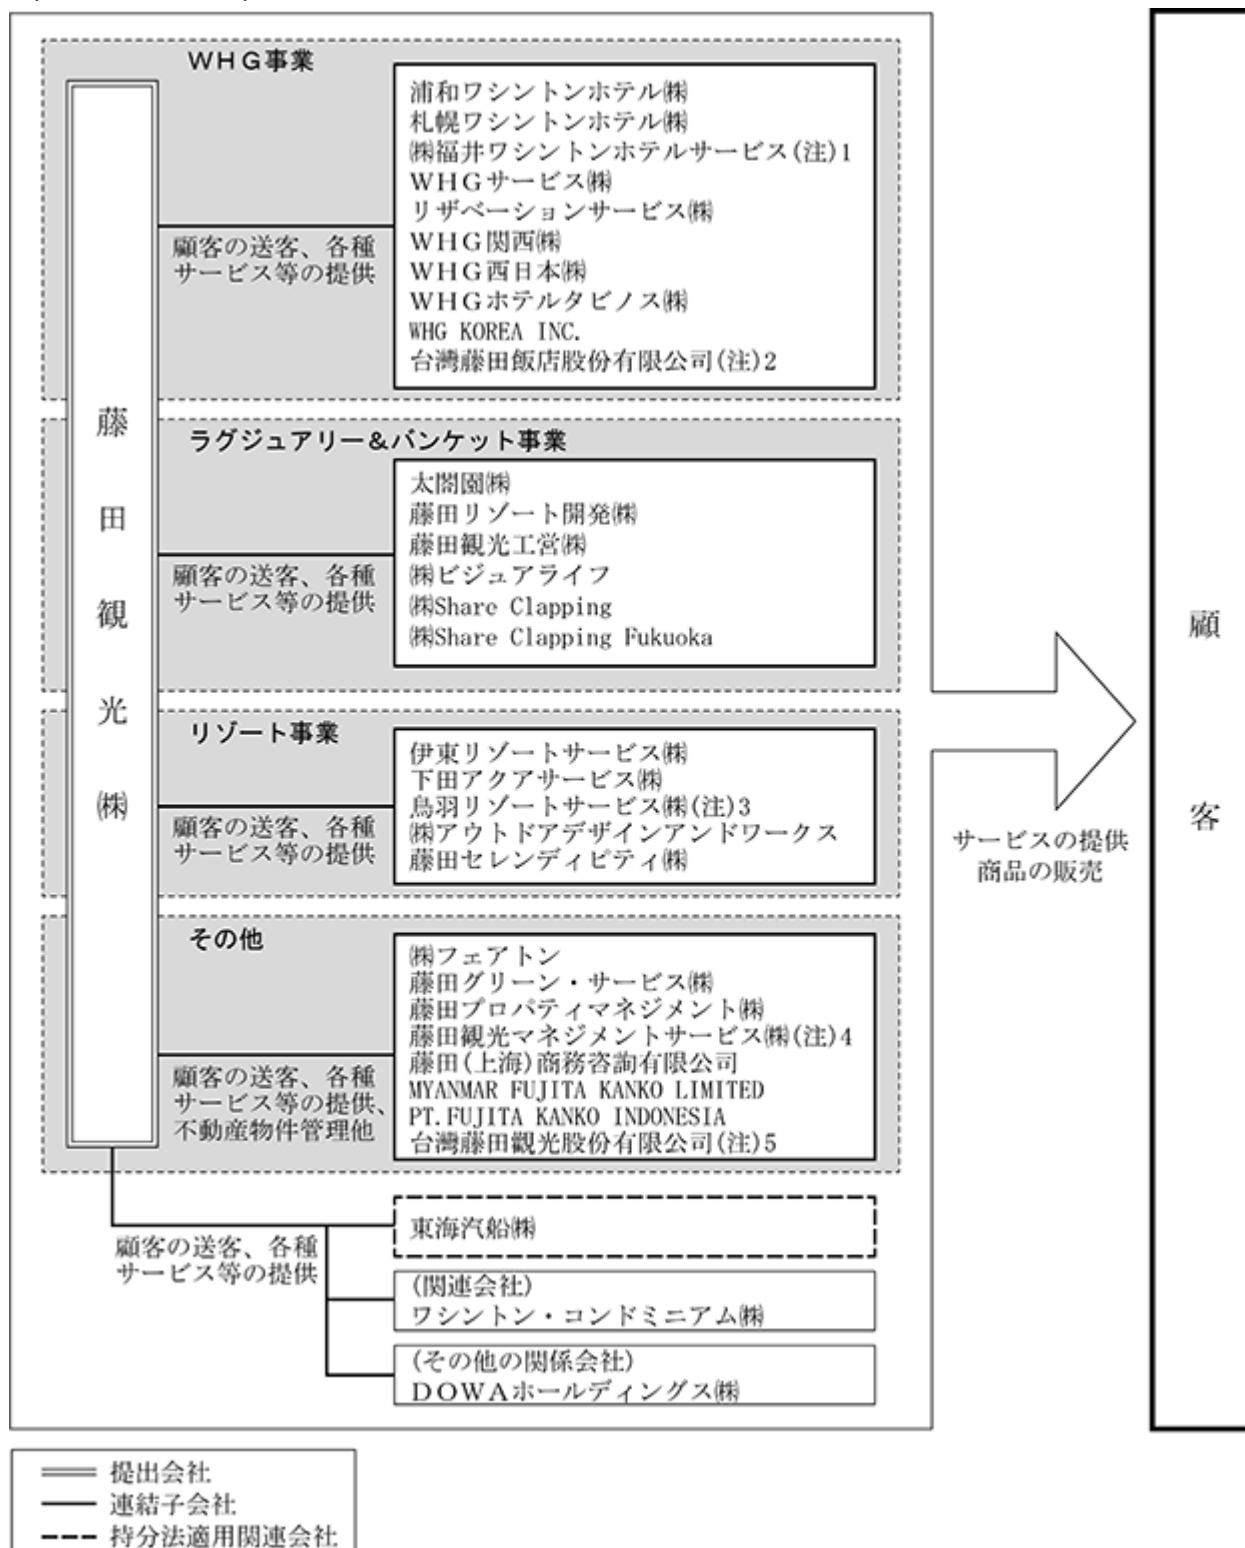 WHG事業
浦和ワシントンホテル㈱
札幌ワシントンホテル㈱
㈱福井ワシントンホテルサービス(注)1
WHGサービス㈱
リザベーションサービス㈱
WHG関西㈱
WHG西日本㈱
WHGホテルタビノス㈱
WHG KOREA INC.
台灣藤田飯店股份有限公司(注)2
顧客の送客、各種
サービス等の提供
藤田観光㈱
ラグジュアリー&バンケット事業
太閤園㈱
藤田リゾート開発㈱
藤田観光工営㈱
㈱ビジュアライフ
㈱Share Clapping
㈱Share Clapping Fukuoka
顧客の送客、各種
サービス等の提供
リゾート事業
伊東リゾートサービス㈱
下田アクアサービス㈱
鳥羽リゾートサービス㈱(注)3
㈱アウトドアデザインアンドワークス
藤田セレンディピティ㈱
顧客の送客、各種
サービス等の提供
その他
㈱フェアトン
藤田グリーン・サービス㈱
藤田プロパティマネジメント㈱
藤田観光マネジメントサービス㈱(注)4
藤田(上海)商務咨詢有限公司
MYANMAR FUJITA KANKO LIMITED
PT.FUJITA KANKO INDONESIA
台灣藤田觀光股份有限公司(注)5
顧客の送客、各種
サービス等の提供、
不動産物件管理他
東海汽船㈱
顧客の送客、各種
サービス等の提供
(関連会社)
ワシントン・コンドミニアム㈱
(その他の関係会社)
DOWAホールディングス㈱
サービスの提供
商品の販売
顧客
提出会社
連結子会社
持分法適用関連会社